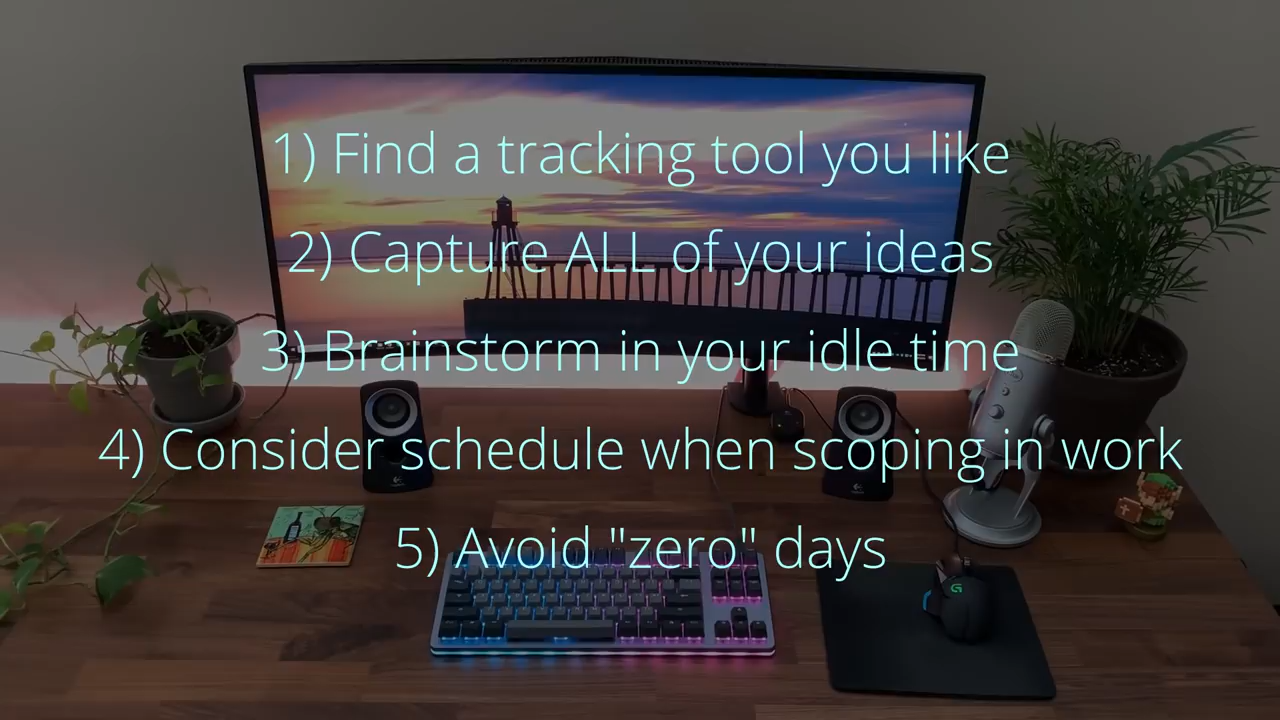 1) Find a tracking tool you like
2) Capture ALL of your ideas
3) Brainstorm in your idle time
4) Consider schedule when scoping in work
5) Avoid "zero" days